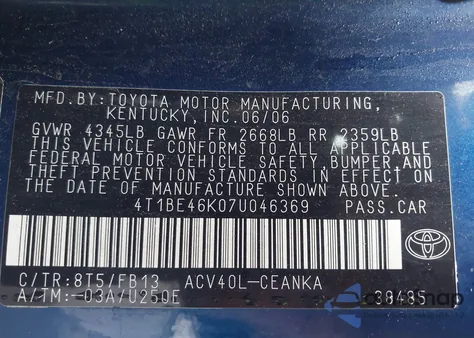 MFD.BY:TOYOTA MOTOR MANUFACTURING,
KENTUCKY, INC. 06/06
GVWR 4345LB GAWR FR 2668LB RR 2359LB
THIS VEHICLE CONFORMS TO ALL APPLICABLE
FEDERAL MOTOR VEHICLE SAFETY, BUMPER, AND
THEFT PREVENTION STANDARDS IN EFFECT ON
THE DATE OF MANUFACTURE SHOWN ABOVE.
4T1BE46K07U046369 PASS.CAR
C/TR:8T5/FB13 ACV40L-CEANKA
A/TM:-03A/U250E 38485